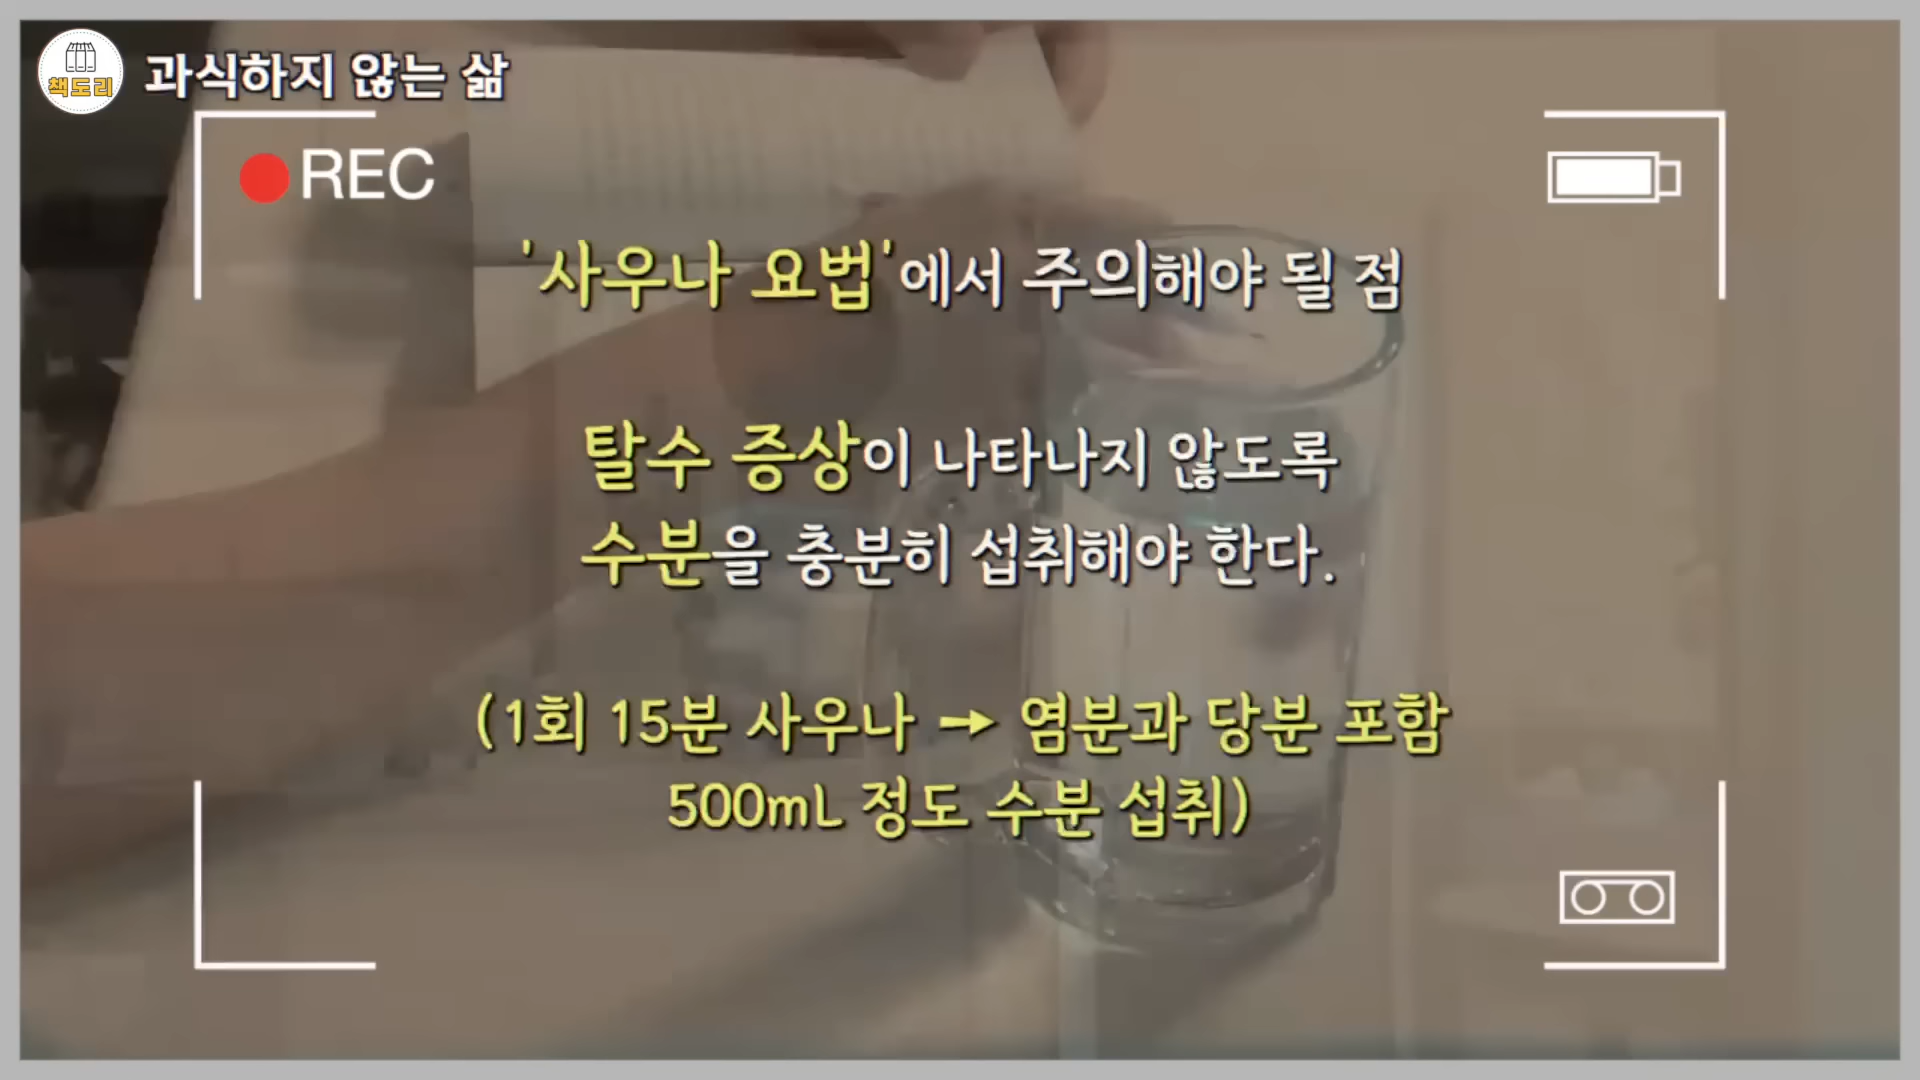 책도리
과식하지 않는 삶
REC
'사우나 요법'에서 주의해야 될 점
탈수 증상이 나타나지 않도록
수분을 충분히 섭취해야 한다.
(1회 15분 사우나 → 염분과 당분 포함
500mL 정도 수분 섭취)